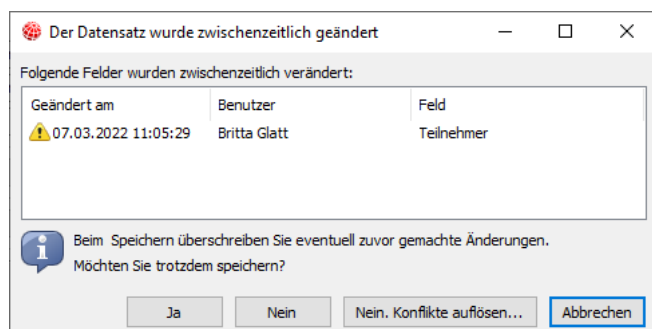 Der Datensatz wurde zwischenzeitlich geändert
Folgende Felder wurden zwischenzeitlich verändert:
Geändert am Benutzer Feld
07.03.2022 11:05:29 Britta Glatt Teilnehmer
Beim Speichern überschreiben Sie eventuell zuvor gemachte Änderungen.
Möchten Sie trotzdem speichern?
Ja Nein Nein. Konflikte auflösen... Abbrechen